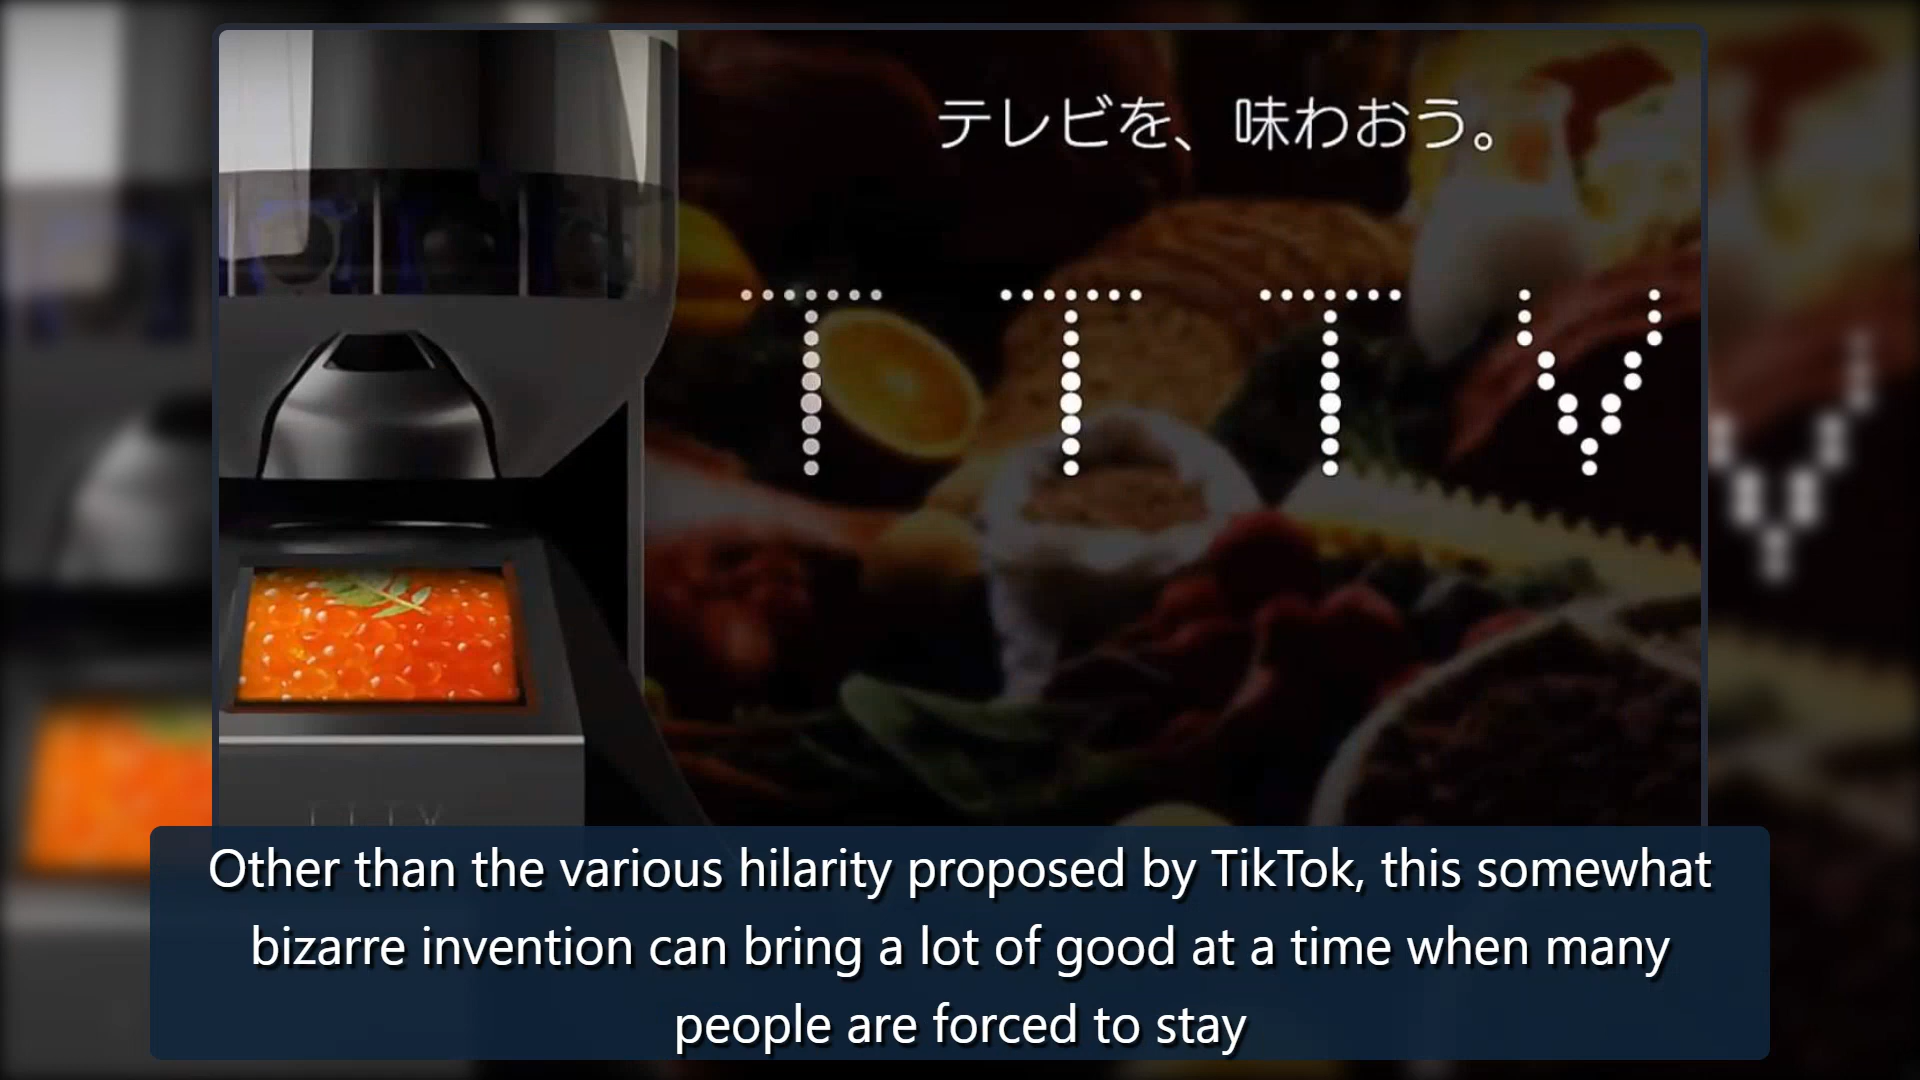 テレビを、味わおう。
TTTV
Other than the various hilarity proposed by TikTok, this somewhat
bizarre invention can bring a lot of good at a time when many
people are forced to stay